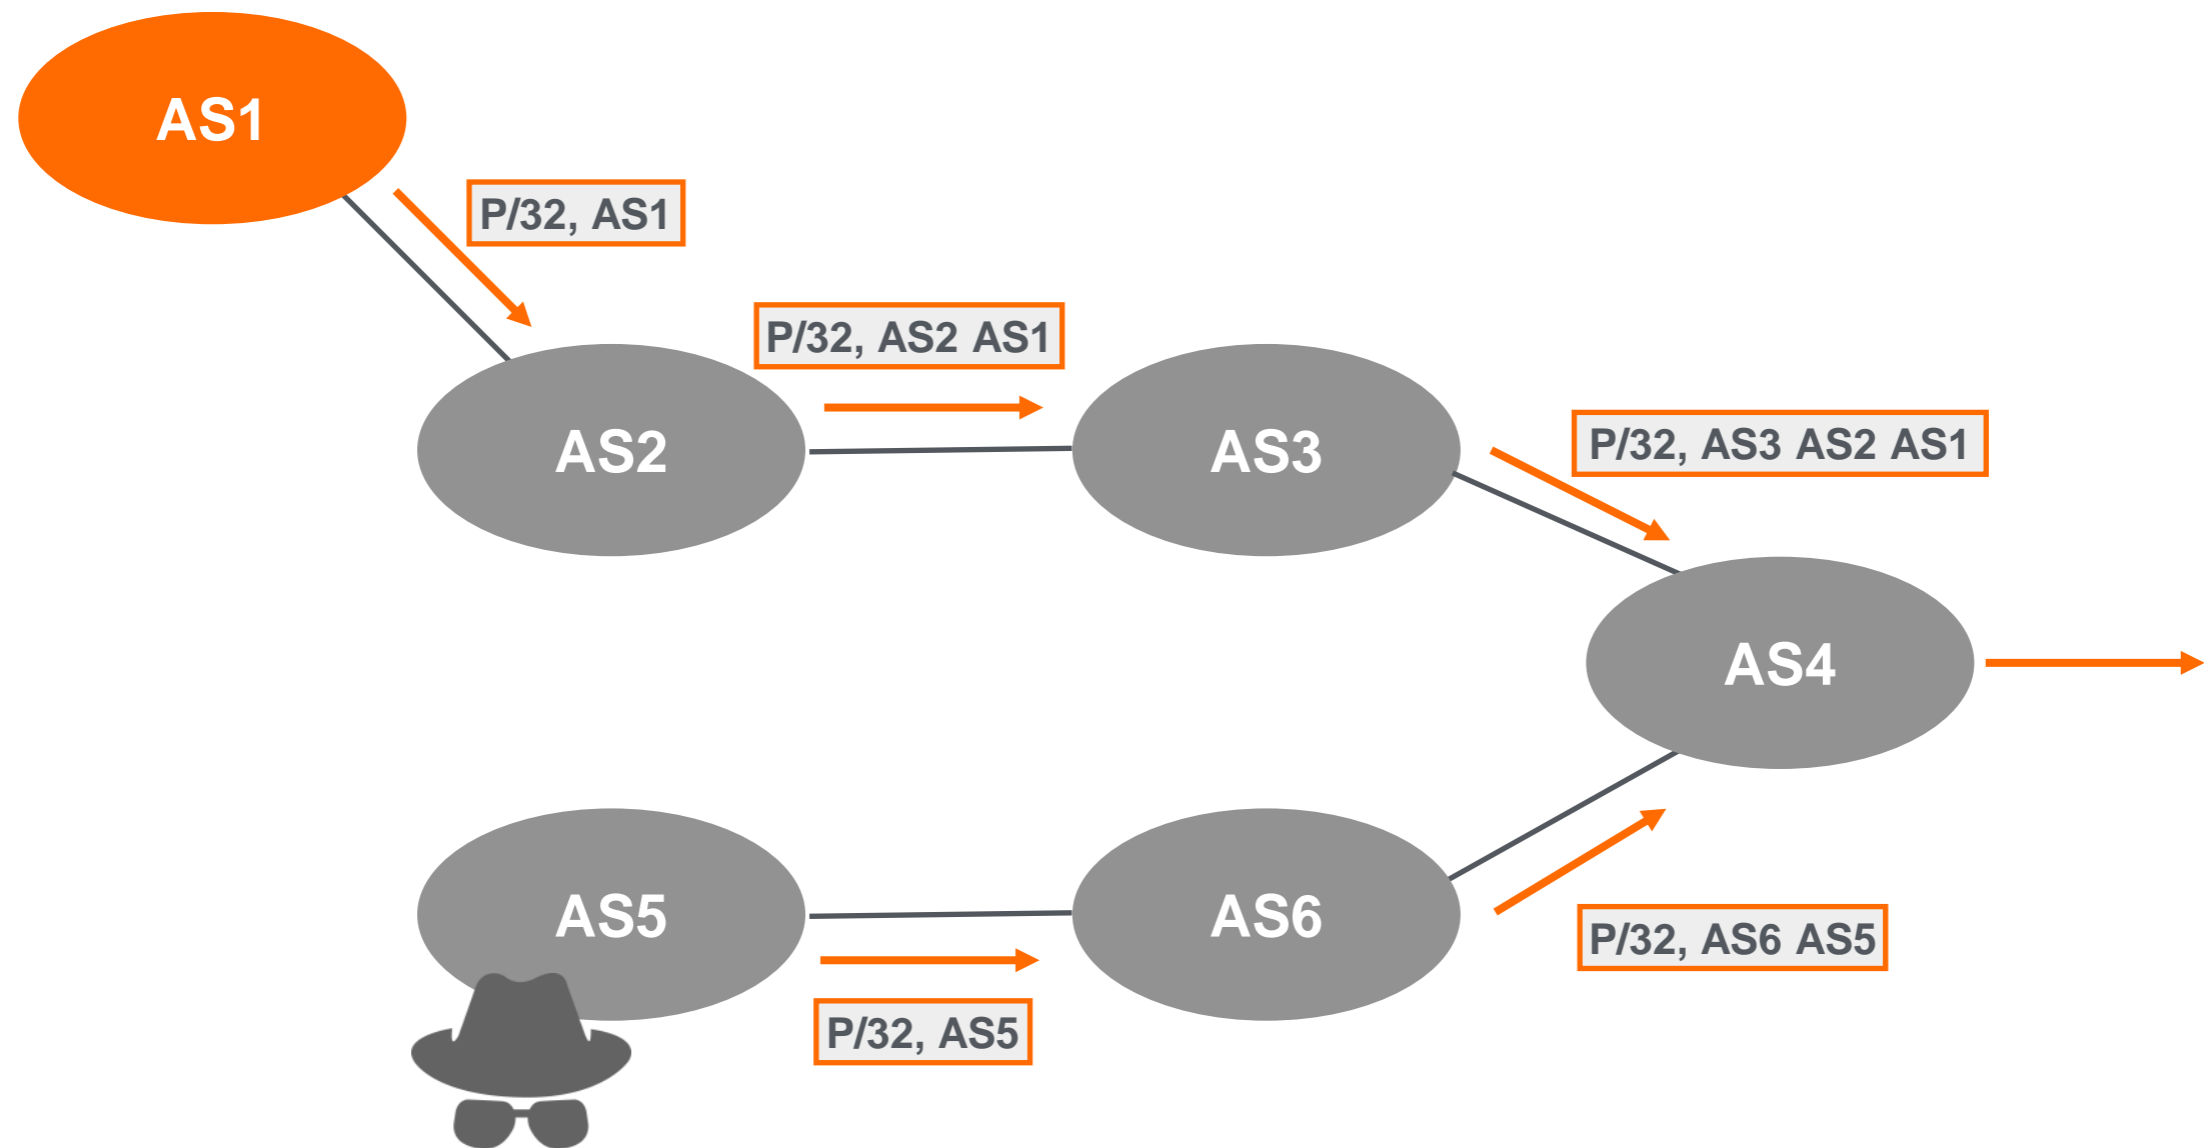 AS1
P/32, AS1
P/32, AS2 AS1
AS2
AS3
P/32, AS3 AS2 AS1
AS4
AS5
AS6
P/32, AS6 AS5
P/32, AS5